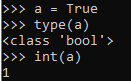 >>> a = True
>>> type(a)
<class 'bool'>
>>> int(a)
1